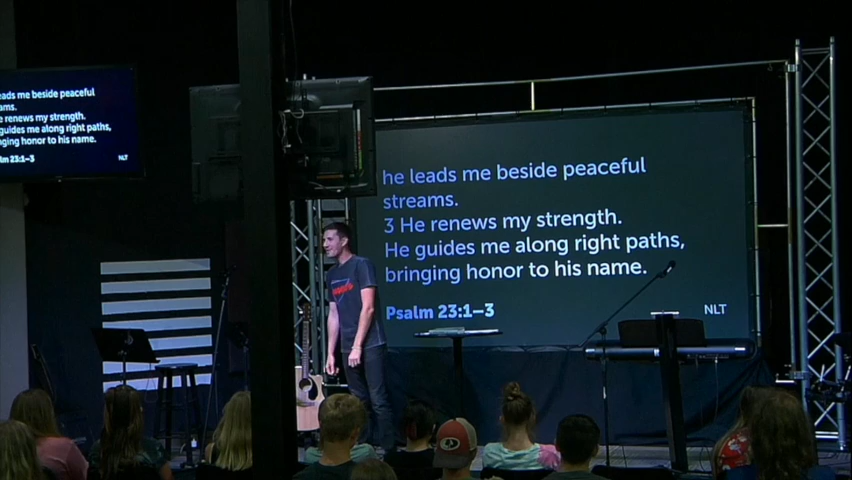 eads me beside peaceful
ams.
e renews my strength.
guides me along right paths,
nging honor to his name.
lm 23:1–3
NLT
he leads me beside peaceful
streams.
3 He renews my strength.
He guides me along right paths,
bringing honor to his name.
Psalm 23:1–3
NLT